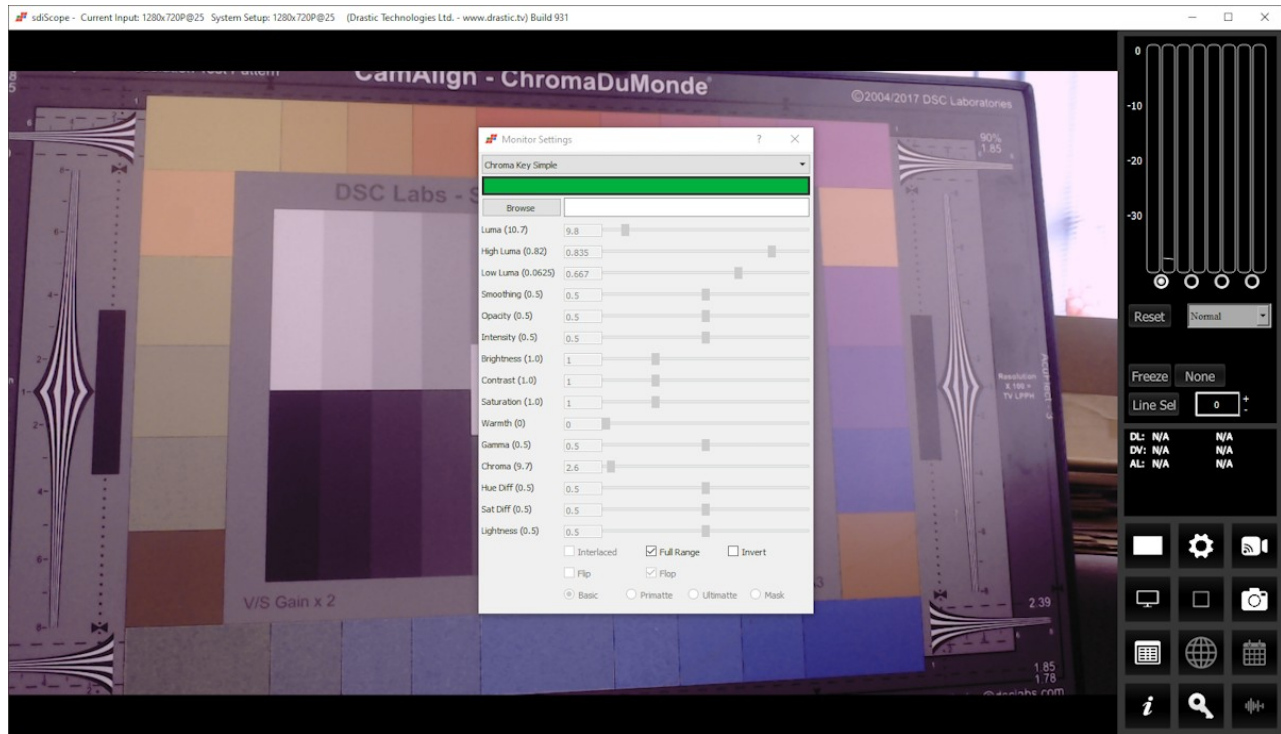 sdiScope - Current Input: 1280x720P@25 System Setup: 1280x720P@25 (Drastic Technologies Ltd. - www.drastic.tv) Build 931
CamAlign - ChromaDuMonde
©2004/2017 DSC Laboratories
90%
1.85
DSC Labs - S
Monitor Settings
? 
Chroma Key Simple
Browse
Luma (10.7) 9.8
High Luma (0.82) 0.835
Low Luma (0.0625) 0.667
Smoothing (0.5) 0.5
Opacity (0.5) 0.5
Intensity (0.5) 0.5
Brightness (1.0) 1
Contrast (1.0) 1
Saturation (1.0) 1
Warmth (0) 0
Gamma (0.5) 0.5
Chroma (9.7) 2.6
Hue Diff (0.5) 0.5
Sat Diff (0.5) 0.5
Lightness (0.5) 0.5
Interlaced Full Range Invert
Flip Flop
Basic Primatte Ultimatte Mask
V/S Gain x 2
Resolution
X 100 =
TV LPPH
2.39
1.85
1.78
0
-10
-20
-30
Reset Normal
Freeze None
Line Sel 0 + -
DL: N/A N/A
DV: N/A N/A
AL: N/A N/A